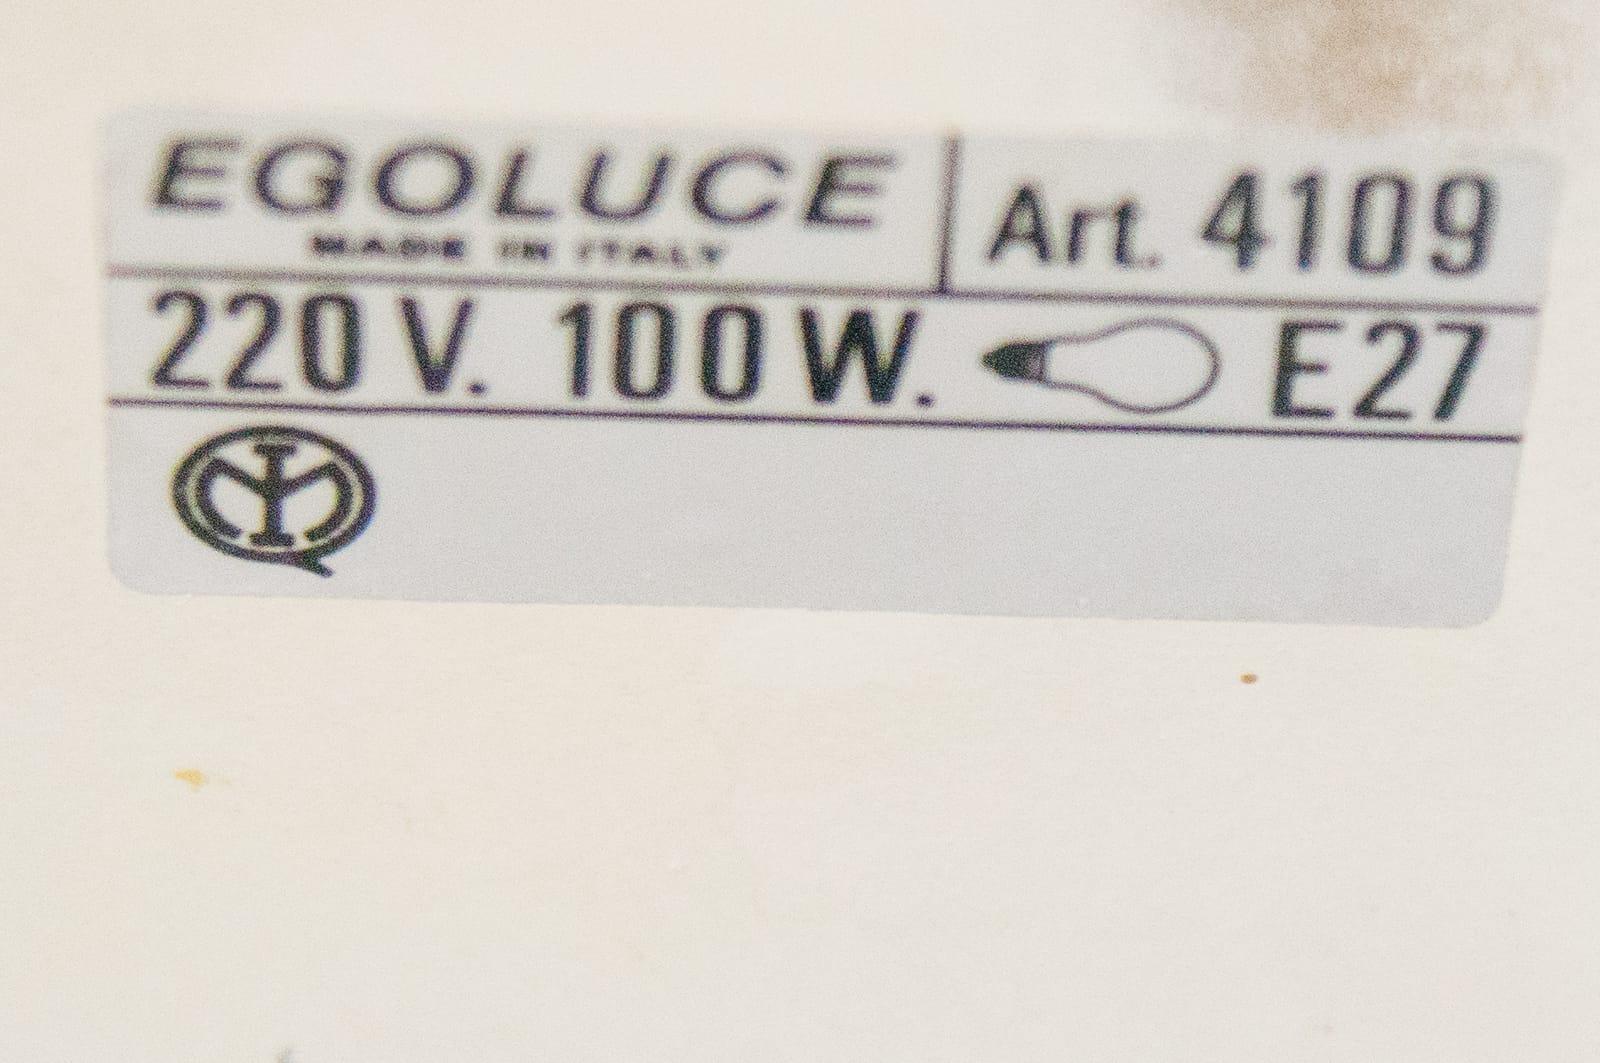 EGOLUCE
MADE IN ITALY
Art. 4109
220 V. 100 W. E27